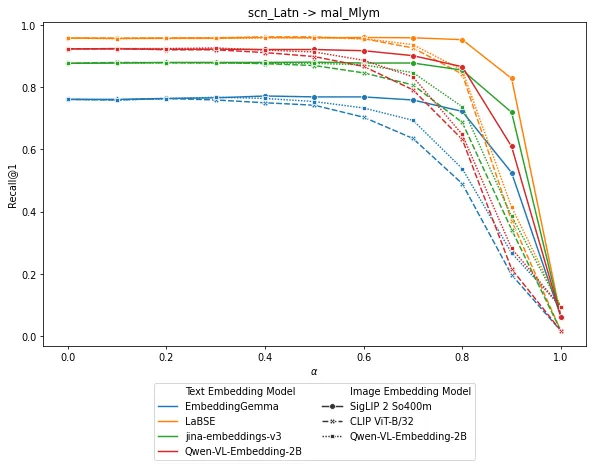 scn_Latn -> mal_Mlym
Recall@1
1.0
0.8
0.6
0.4
0.2
0.0
0.0 0.2 0.4 0.6 0.8 1.0
α
Text Embedding Model
EmbeddingGemma
LaBSE
jina-embeddings-v3
Qwen-VL-Embedding-2B
Image Embedding Model
SigLIP 2 So400m
CLIP ViT-B/32
Qwen-VL-Embedding-2B